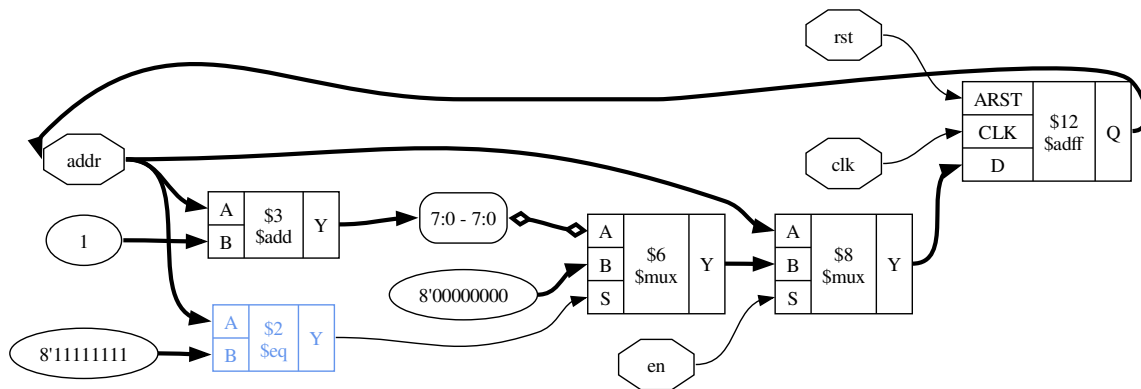 rst
ARST
CLK
D
$12
$adff
Q
clk
addr
A
B
$3
$add
Y
1
7:0 - 7:0
A
B
S
$6
$mux
Y
A
B
S
$8
$mux
Y
8'00000000
A
B
$2
$eq
Y
8'11111111
en